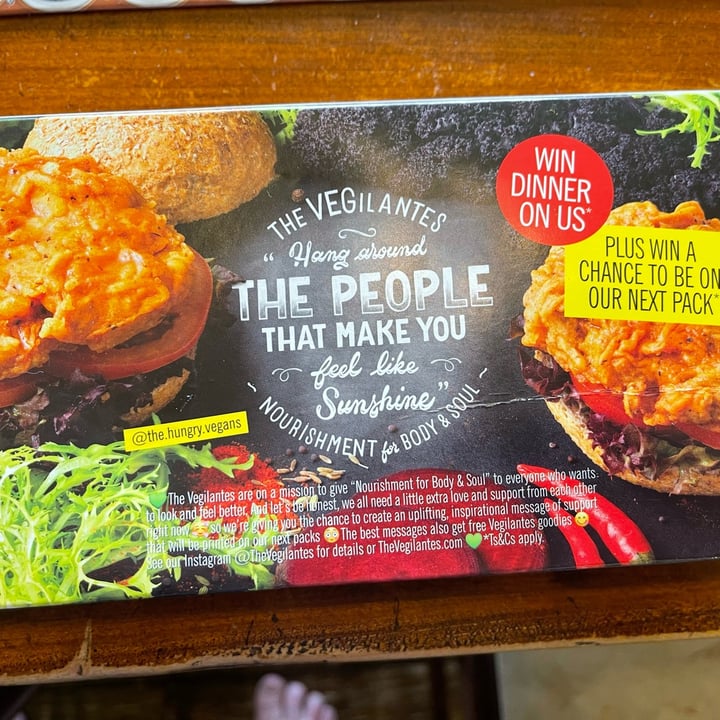 THE VEGILANTES
"Hang around
THE PEOPLE
THAT MAKE YOU
feel like
Sunshine"
NOURISHMENT for BODY & SOUL
WIN
DINNER
ON US*
PLUS WIN A
CHANCE TO BE ON
OUR NEXT PACK*
@the.hungry.vegans
The Vegilantes are on a mission to give "Nourishment for Body & Soul" to everyone who wants
to look and feel better. And let's be honest, we all need a little extra love and support from each other
right now so we're giving you the chance to create an uplifting, inspirational message of support
that will be printed on our next packs The best messages also get free Vegilantes goodies
See our Instagram @TheVegilantes for details or TheVegilantes.com *Ts&Cs apply.